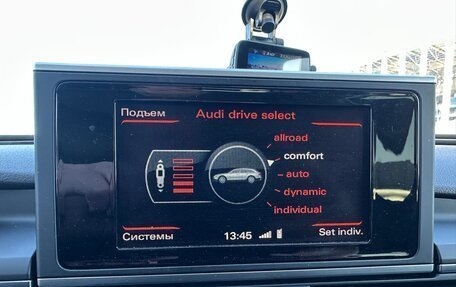 Подъем
Audi drive select
allroad
comfort
auto
dynamic
individual
Системы
13:45
Set indiv.